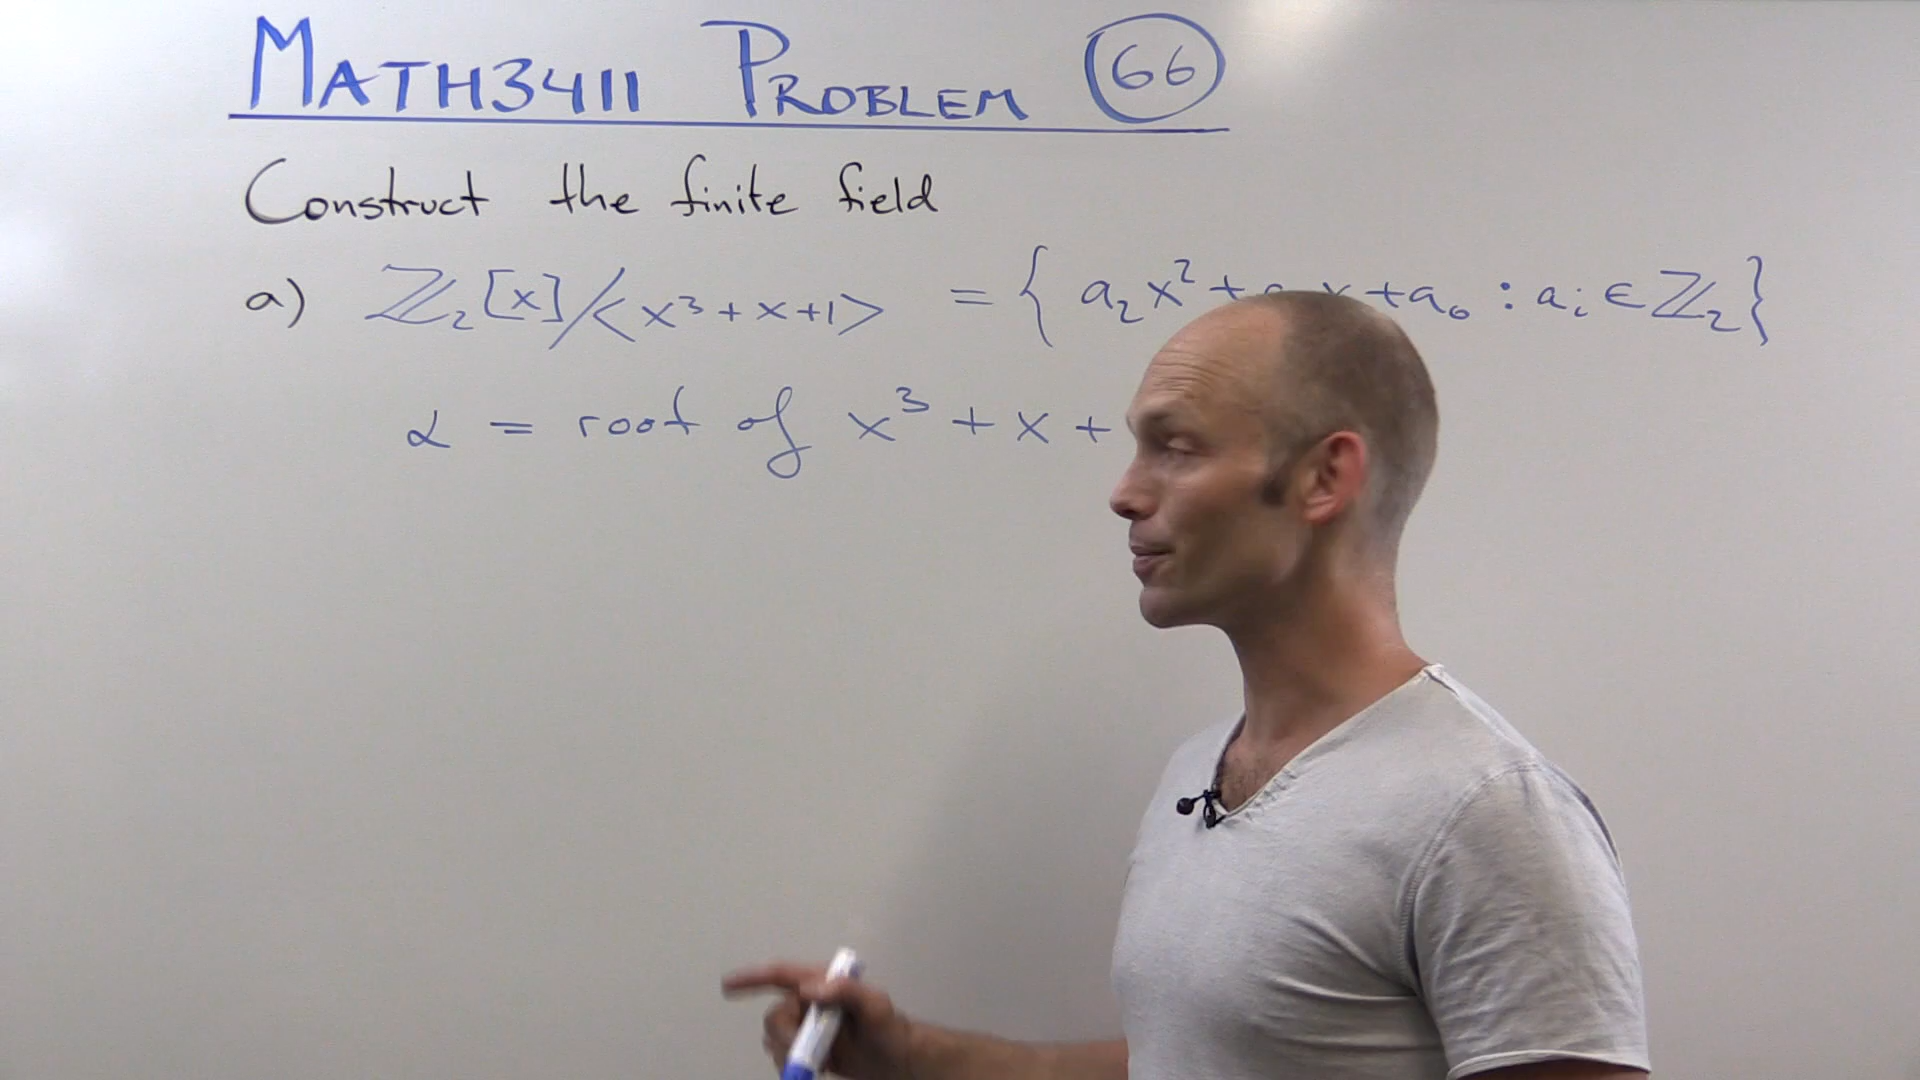 MATH3411 PROBLEM 66
Construct the finite field
a) ℤ₂[x]/<x³+x+1> = { a₂x²+ x+a₀ : aᵢ ∈ ℤ₂}
α = root of x³ + x +